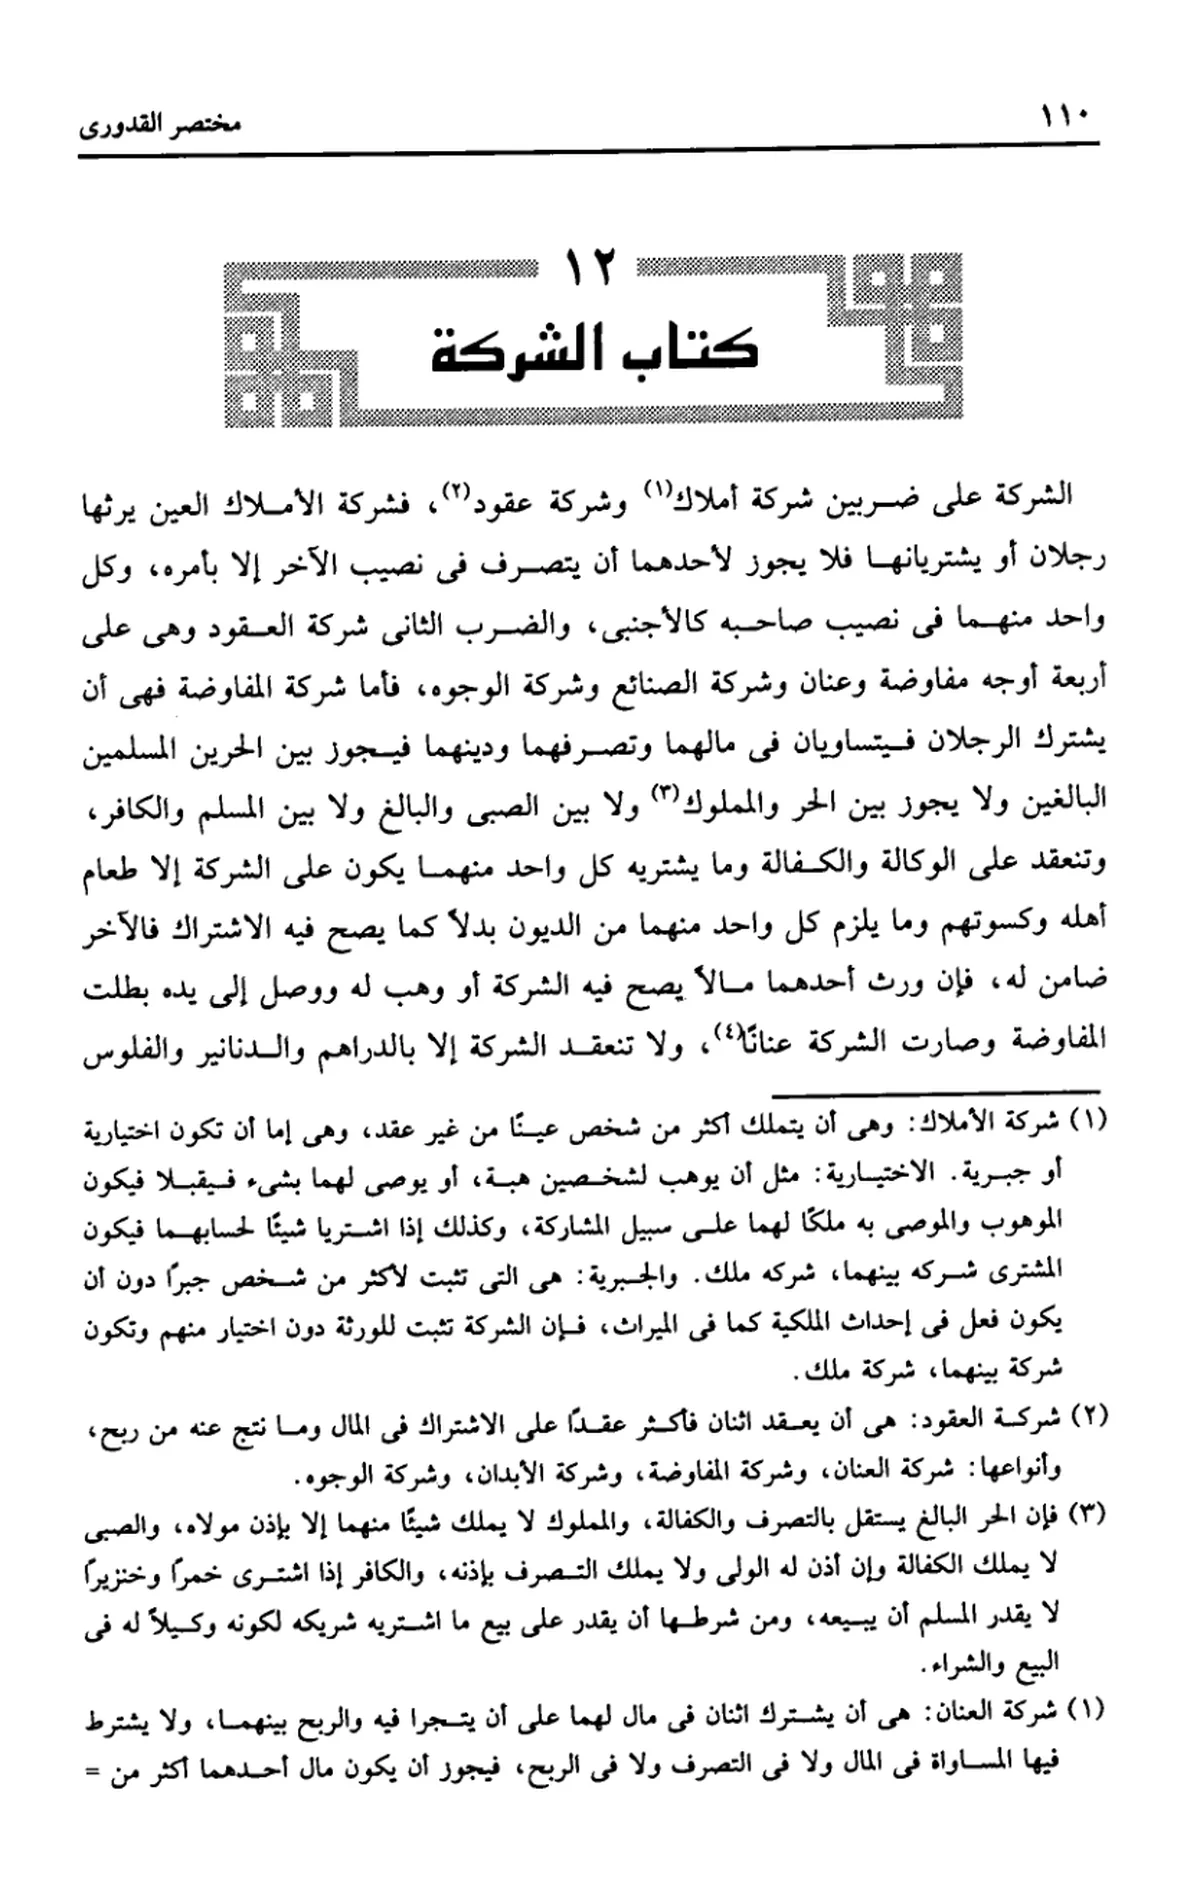 ١١٠
مختصر القدورى
١٢
كتاب الشركة
الشركة على ضربين شركة أملاك(١) وشركة عقود(٢)، فشركة الأملاك العين يرثها
رجلان أو يشتريانها فلا يجوز لأحدهما أن يتصرف فى نصيب الآخر إلا بأمره، وكل
واحد منهما فى نصيب صاحبه كالأجنبى، والضرب الثانى شركة العقود وهى على
أربعة أوجه مفاوضة وعنان وشركة الصنائع وشركة الوجوه، فأما شركة المفاوضة فهى أن
يشترك الرجلان فيتساويان فى مالهما وتصرفهما ودينهما فيجوز بين الحرين المسلمين
البالغين ولا يجوز بين الحر والمملوك(٣) ولا بين الصبى والبالغ ولا بين المسلم والكافر،
وتنعقد على الوكالة والكفالة وما يشتريه كل واحد منهما يكون على الشركة إلا طعام
أهله وكسوتهم وما يلزم كل واحد منهما من الديون بدلاً كما يصح فيه الاشتراك فالآخر
ضامن له، فإن ورث أحدهما مالاً يصح فيه الشركة أو وهب له ووصل إلى يده بطلت
المفاوضة وصارت الشركة عنانًا(٤)، ولا تنعقد الشركة إلا بالدراهم والدنانير والفلوس
(١) شركة الأملاك: وهى أن يتملك أكثر من شخص عينًا من غير عقد، وهى إما أن تكون اختيارية
أو جبرية. الاختيارية: مثل أن يوهب لشخصين هبة، أو يوصى لهما بشىء فيقبلا فيكون
الموهوب والموصى به ملكًا لهما على سبيل المشاركة، وكذلك إذا اشتريا شيئًا لحسابهما فيكون
المشترى شركه بينهما، شركه ملك. والجبرية: هى التى تثبت لأكثر من شخص جبرًا دون أن
يكون فعل فى إحداث الملكية كما فى الميراث، فإن الشركة تثبت للورثة دون اختيار منهم وتكون
شركة بينهما، شركة ملك.
(٢) شركة العقود: هى أن يعقد اثنان فأكثر عقدًا على الاشتراك فى المال وما نتج عنه من ربح،
وأنواعها: شركة العنان، وشركة المفاوضة، وشركة الأبدان، وشركة الوجوه.
(٣) فإن الحر البالغ يستقل بالتصرف والكفالة، والمملوك لا يملك شيئًا منهما إلا بإذن مولاه، والصبى
لا يملك الكفالة وإن أذن له الولى ولا يملك التصرف بإذنه، والكافر إذا اشترى خمرًا وخنزيرًا
لا يقدر المسلم أن يبيعه، ومن شرطها أن يقدر على بيع ما اشتريه شريكه لكونه وكيلاً له فى
البيع والشراء.
(١) شركة العنان: هى أن يشترك اثنان فى مال لهما على أن يتجرا فيه والربح بينهما، ولا يشترط
فيها المساواة فى المال ولا فى التصرف ولا فى الربح، فيجوز أن يكون مال أحدهما أكثر من =